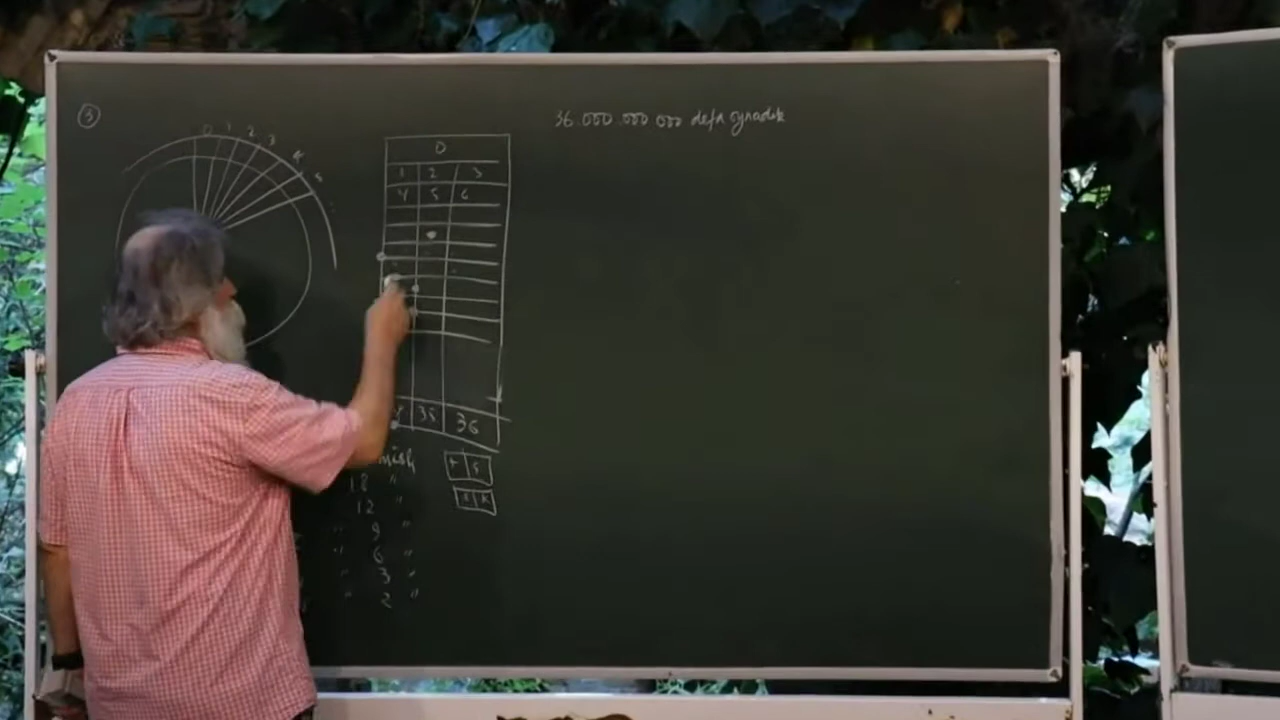 3
36.000.000.000 defa oynadık
0 1 2 3 4 5
0
1 2 3
4 5 6
35 36
18 "
12 "
" 9 "
" 6 "
" 3 "
" 2 "